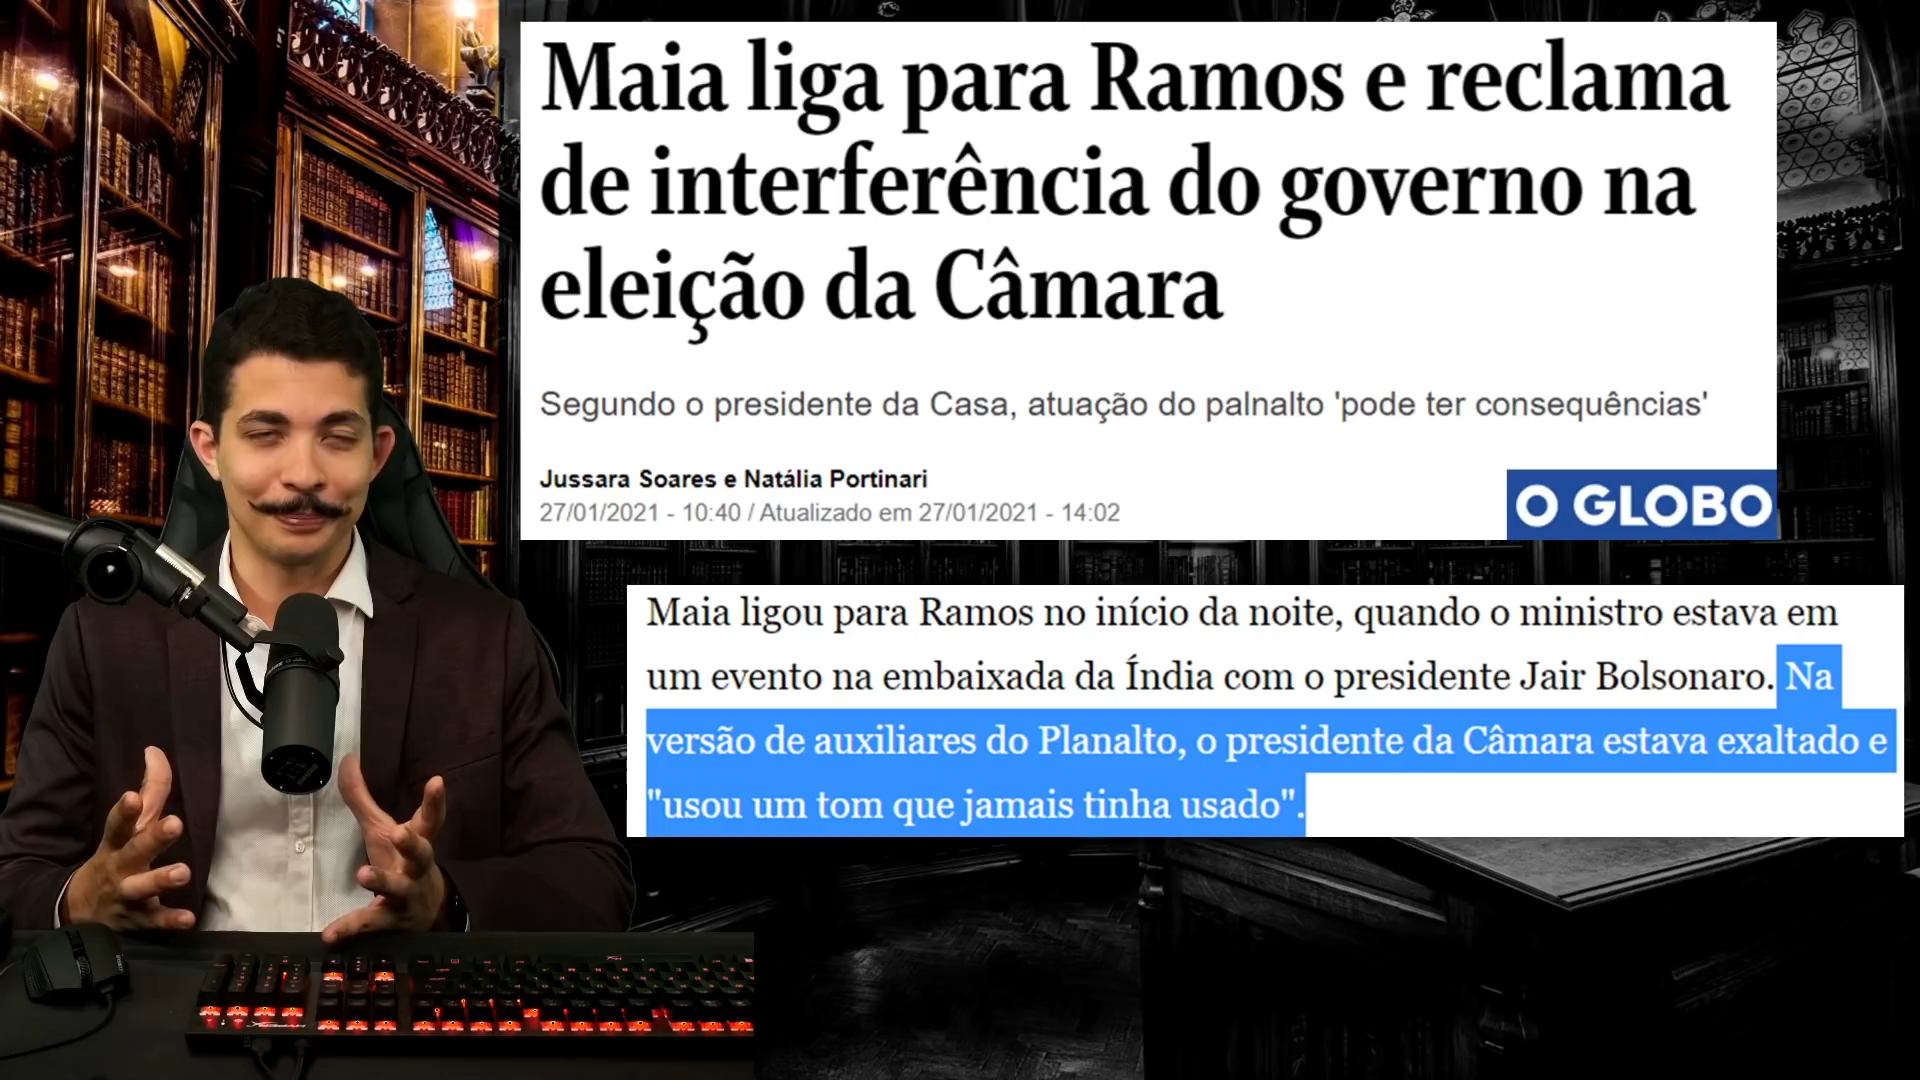 Maia liga para Ramos e reclama
de interferência do governo na
eleição da Câmara
Segundo o presidente da Casa, atuação do palnalto 'pode ter consequências'
Jussara Soares e Natália Portinari
27/01/2021 - 10:40 / Atualizado em 27/01/2021 - 14:02
O GLOBO
Maia ligou para Ramos no início da noite, quando o ministro estava em
um evento na embaixada da Índia com o presidente Jair Bolsonaro. Na
versão de auxiliares do Planalto, o presidente da Câmara estava exaltado e
"usou um tom que jamais tinha usado".